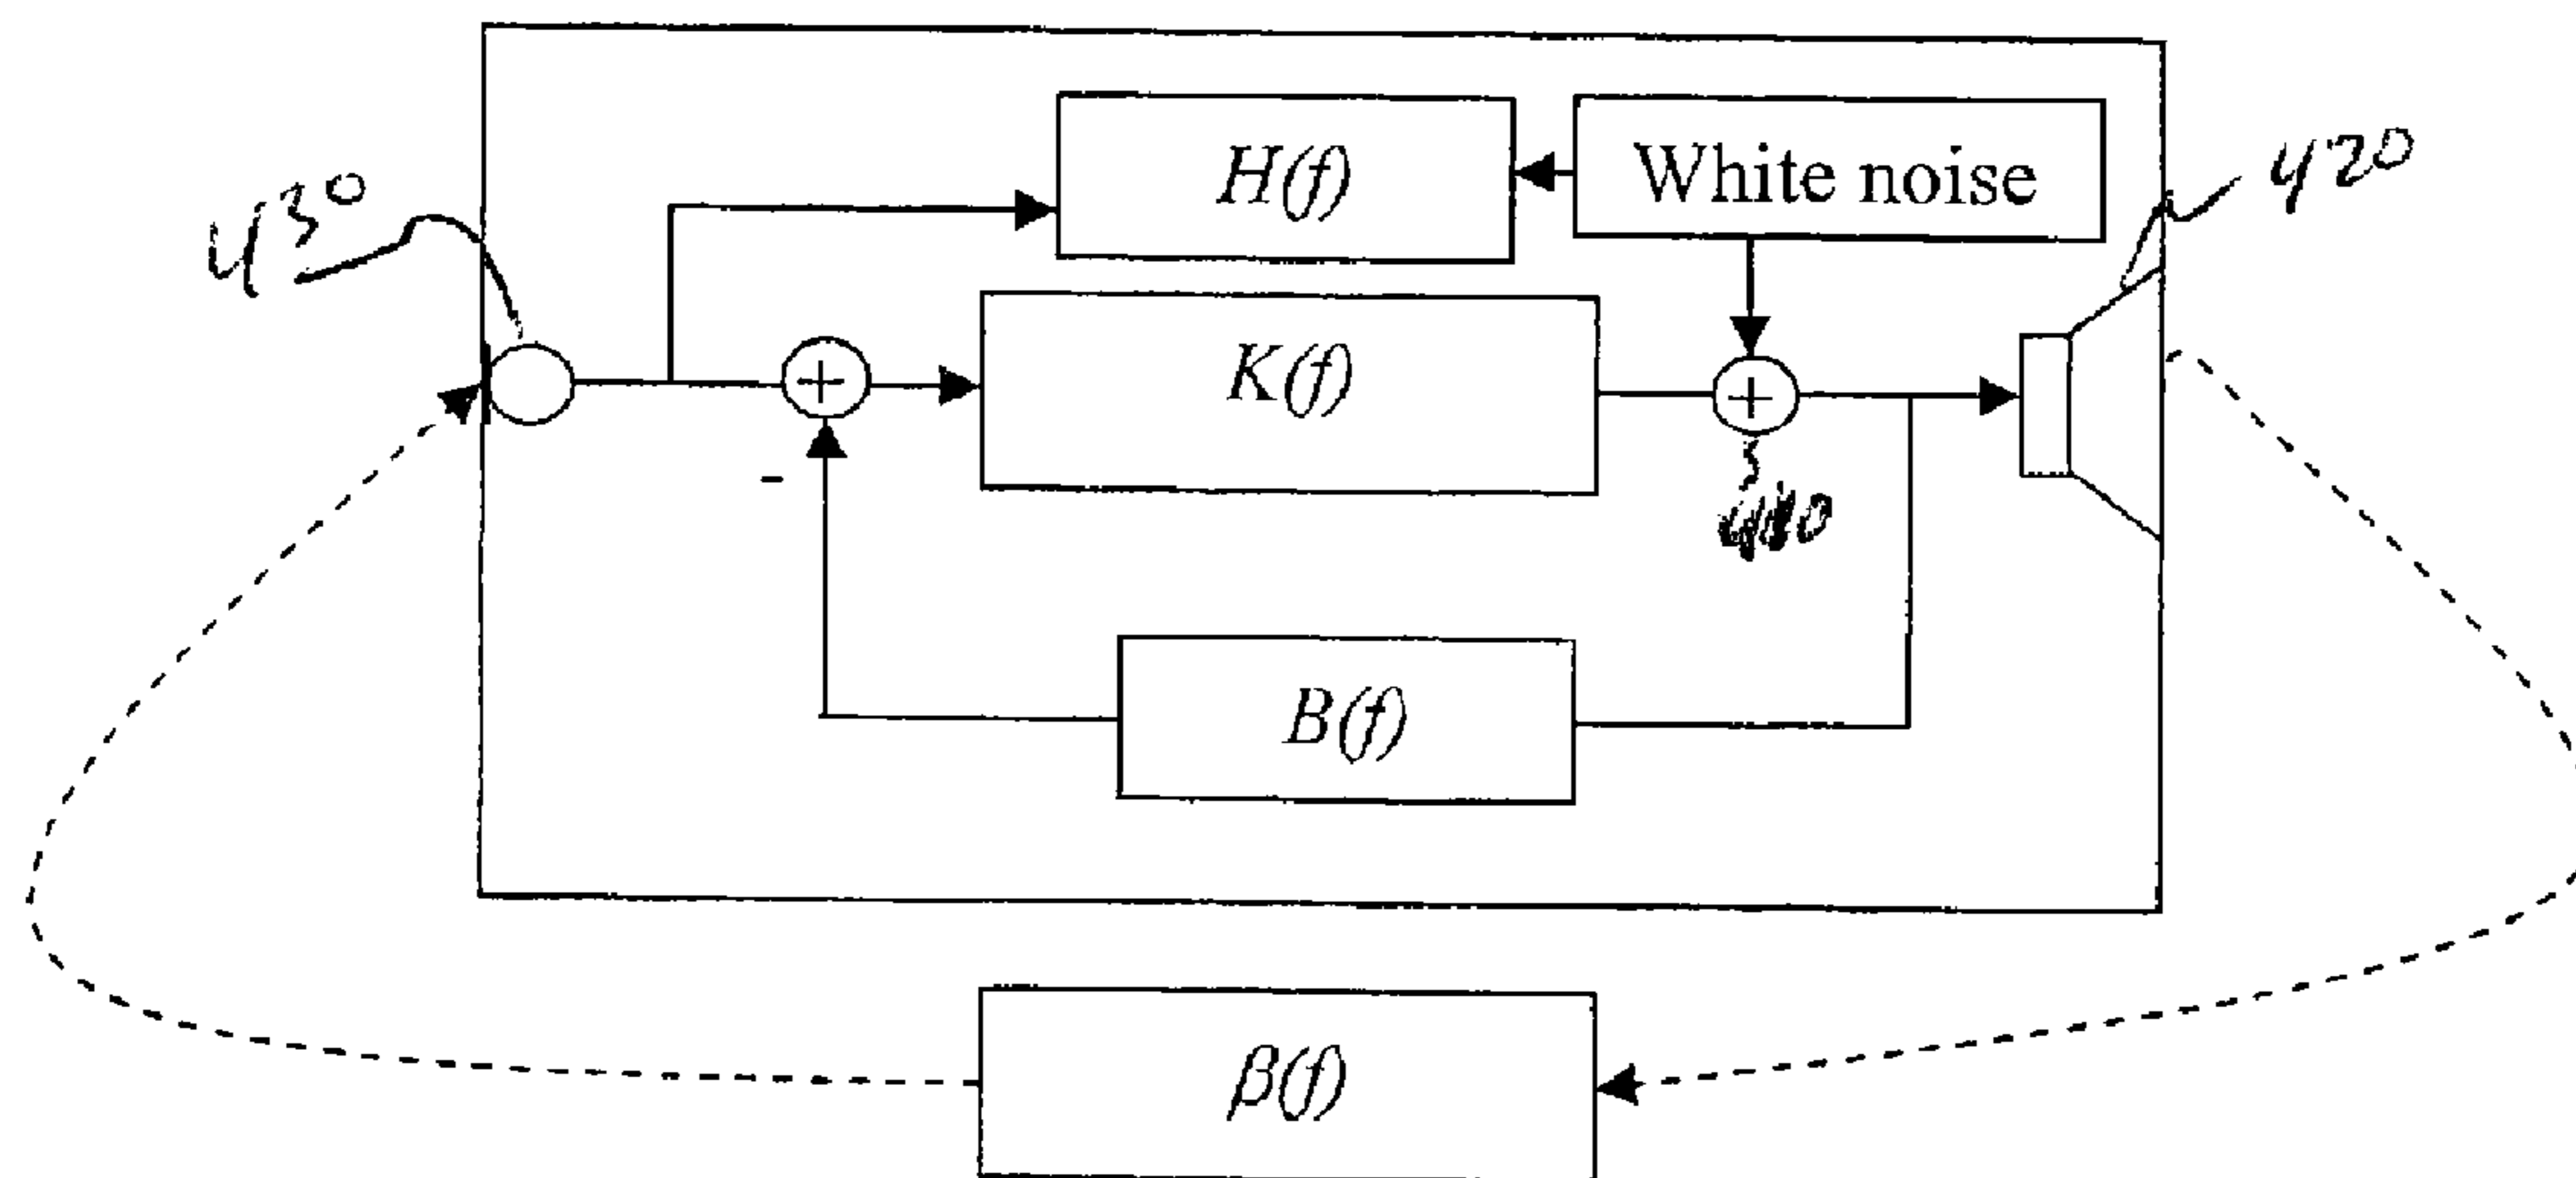 H(f)
White noise
420
430
K(f)
+
+
-
B(f)
β(f)